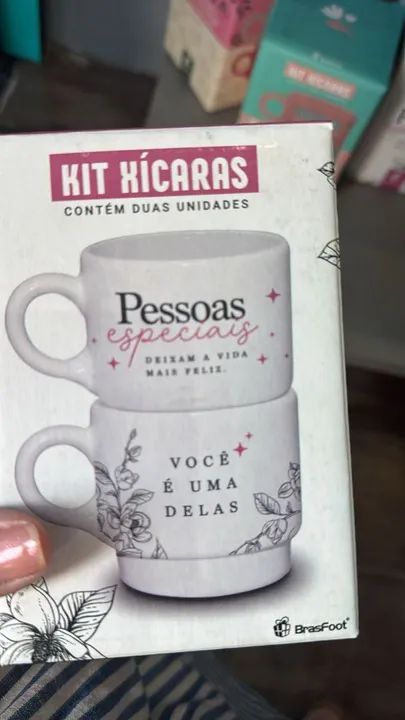 KIT XÍCARAS
KIT XÍCARAS
CONTÉM DUAS UNIDADES
Pessoas
especiais
DEIXAM A VIDA
MAIS FELIZ.
VOCÊ
É UMA
DELAS
BrasFoot